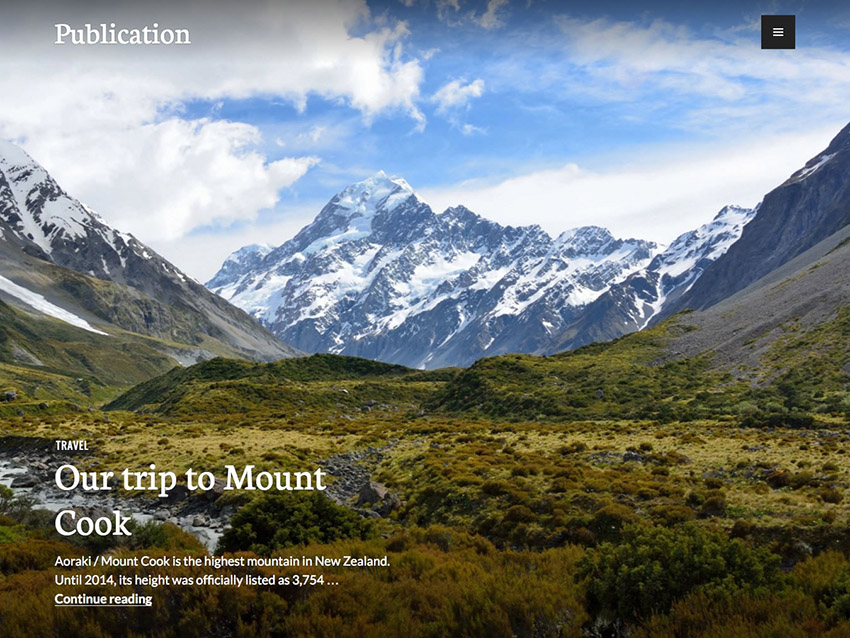 Publication
TRAVEL
Our trip to Mount
Cook
Aoraki / Mount Cook is the highest mountain in New Zealand.
Until 2014, its height was officially listed as 3,754 …
Continue reading